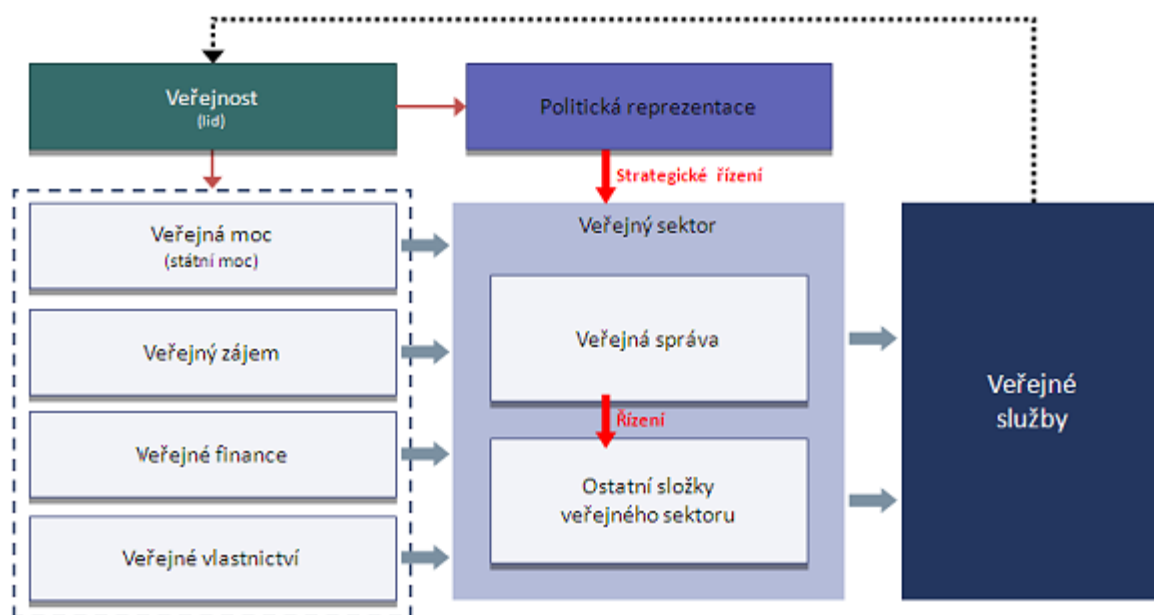 Veřejnost
(lid)
Politická reprezentace
Strategické řízení
Veřejná moc
(státní moc)
Veřejný zájem
Veřejné finance
Veřejné vlastnictví
Veřejný sektor
Veřejná správa
Řízení
Ostatní složky
veřejného sektoru
Veřejné
služby